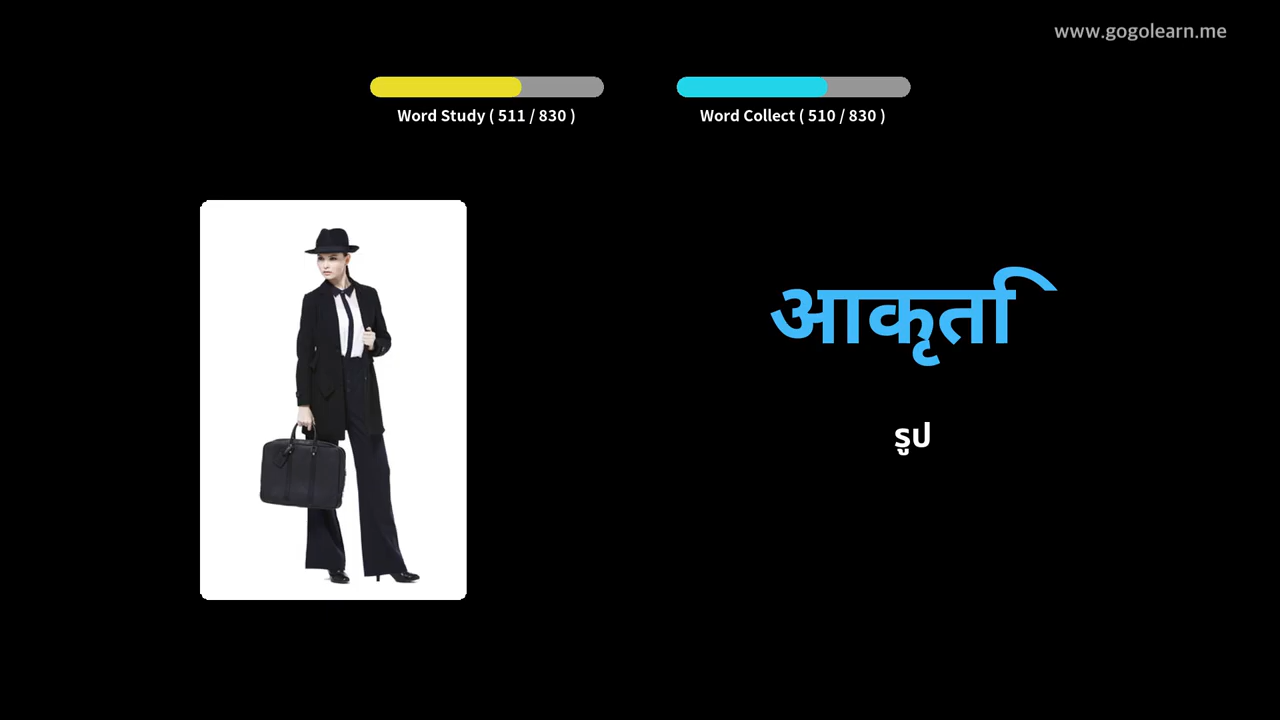 www.gogolearn.me
Word Study ( 511 / 830 )
Word Collect ( 510 / 830 )
आकृति
รูป